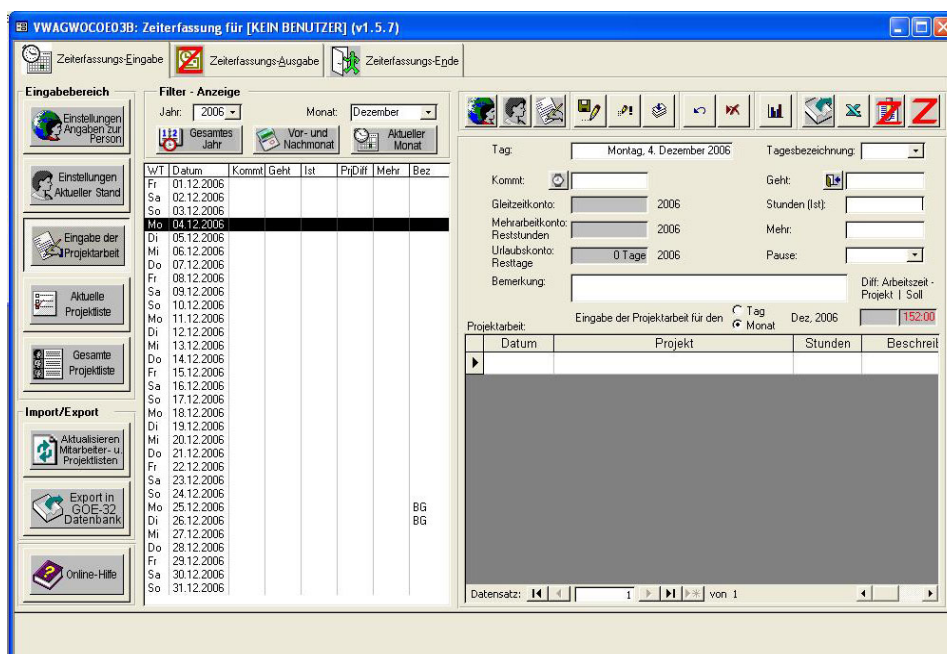 VWAGWOCOE03B: Zeiterfassung für [KEIN BENUTZER] (v1.5.7)
Zeiterfassungs-Eingabe
Zeiterfassungs-Ausgabe
Zeiterfassungs-Ende
Eingabebereich
Einstellungen
Angaben zur
Person
Einstellungen
Aktueller Stand
Eingabe der
Projektarbeit
Aktuelle
Projektliste
Gesamte
Projektliste
Import/Export
Aktualisieren
Mitarbeiter- u.
Projektlisten
Export in
GOE-32
Datenbank
Online-Hilfe
Filter - Anzeige
Jahr: 2006 Monat: Dezember
Gesamtes
Jahr
Vor- und
Nachmonat
Aktueller
Monat
WT Datum Kommt Geht Ist PrjDiff Mehr Bez
Fr 01.12.2006
Sa 02.12.2006
So 03.12.2006
Mo 04.12.2006
Di 05.12.2006
Mi 06.12.2006
Do 07.12.2006
Fr 08.12.2006
Sa 09.12.2006
So 10.12.2006
Mo 11.12.2006
Di 12.12.2006
Mi 13.12.2006
Do 14.12.2006
Fr 15.12.2006
Sa 16.12.2006
So 17.12.2006
Mo 18.12.2006
Di 19.12.2006
Mi 20.12.2006
Do 21.12.2006
Fr 22.12.2006
Sa 23.12.2006
So 24.12.2006
Mo 25.12.2006 BG
Di 26.12.2006 BG
Mi 27.12.2006
Do 28.12.2006
Fr 29.12.2006
Sa 30.12.2006
So 31.12.2006
Tag: Montag, 4. Dezember 2006 Tagesbezeichnung:
Kommt: Geht:
Gleitzeitkonto: 2006 Stunden (Ist):
Mehrarbeitkonto:
Reststunden 2006 Mehr:
Urlaubskonto:
Resttage 0 Tage 2006 Pause:
Bemerkung:
Diff: Arbeitszeit -
Projekt | Soll
Projektarbeit: Eingabe der Projektarbeit für den Tag
Monat Dez, 2006 152:00
Datum Projekt Stunden Beschreib
Datensatz: 1 von 1